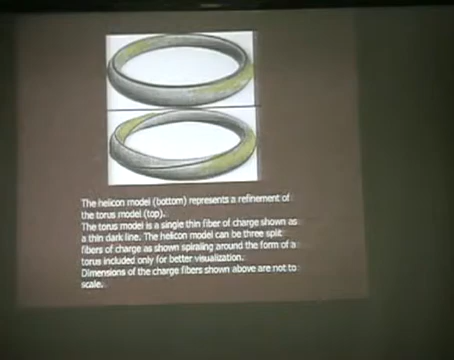 The helicon model (bottom) represents a refinement of
the torus model (top).
The torus model is a single thin fiber of charge shown as
a thin dark line. The helicon model can be three split
fibers of charge as shown spiraling around the form of a
torus included only for better visualization.
Dimensions of the charge fibers shown above are not to
scale.